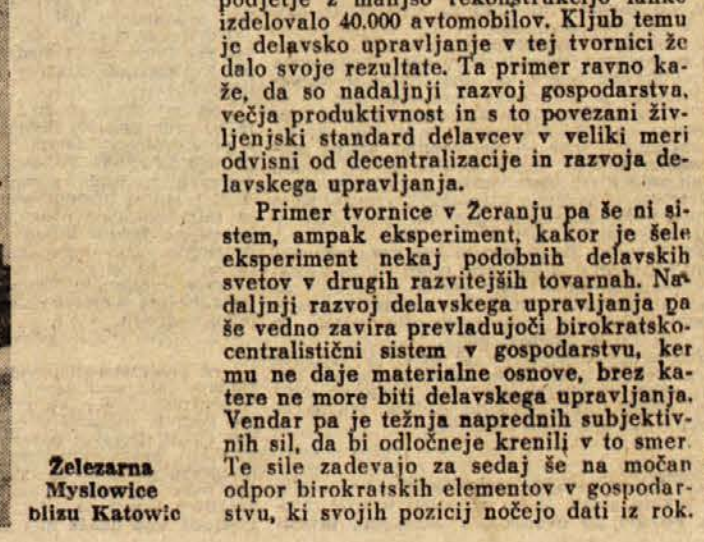 podjetje z manjšo rekonstrukcijo lahko
izdelovalo 40.000 avtomobilov. Kljub temu
je delavsko upravljanje v tej tvornici že
dalo svoje rezultate. Ta primer ravno ka-
že, da so nadaljnji razvoj gospodarstva,
večja produktivnost in s to povezani živ-
ljenjski standard delavcev v veliki meri
odvisni od decentralizacije in razvoja de-
lavskega upravljanja.
Primer tvornice v Žeranju pa še ni si-
stem, ampak eksperiment, kakor je šele
eksperiment nekaj podobnih delavskih
svetov v drugih razvitejših tovarnah. Na-
daljnji razvoj delavskega upravljanja pa
še vedno zavira prevladujoči birokratsko-
centralistični sistem v gospodarstvu, ker
mu ne daje materialne osnove, brez ka-
tere ne more biti delavskega upravljanja.
Vendar pa je težnja naprednih subjektiv-
nih sil, da bi odločneje krenili v to smer.
Te sile zadevajo za sedaj še na močan
odpor birokratskih elementov v gospodar-
stvu, ki svojih pozicij nočejo dati iz rok.
Železarna
Myslowice
blizu Katowic